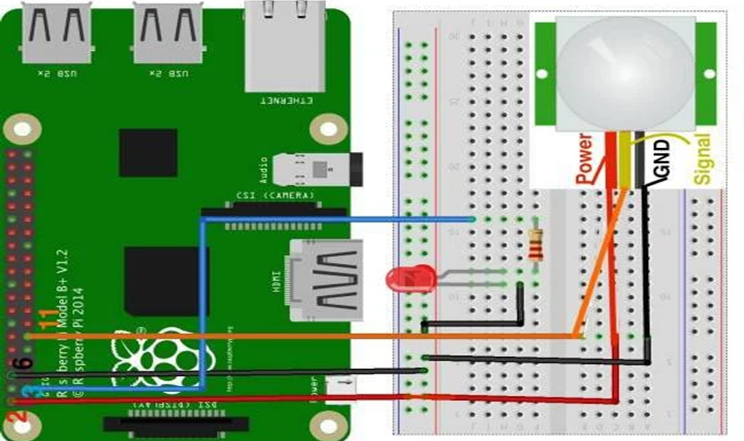 USB 2x
USB 2x
ETHERNET
Audio
CSI (CAMERA)
HDMI
Raspberry Pi Model B+ V1.2
© Raspberry Pi 2014
Power
DSI (DISPLAY)
11
6
3
2
Power
GND
Signal